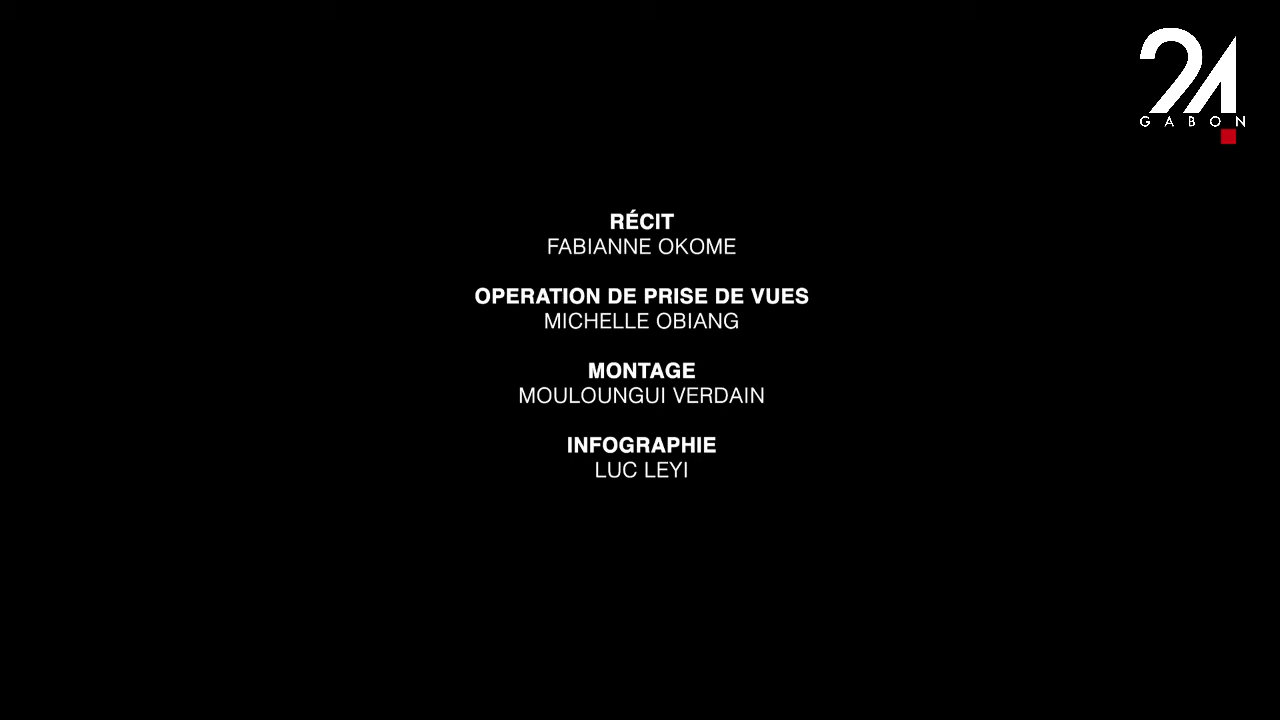 24
GABON
RÉCIT
FABIANNE OKOME
OPERATION DE PRISE DE VUES
MICHELLE OBIANG
MONTAGE
MOULOUNGUI VERDAIN
INFOGRAPHIE
LUC LEYI